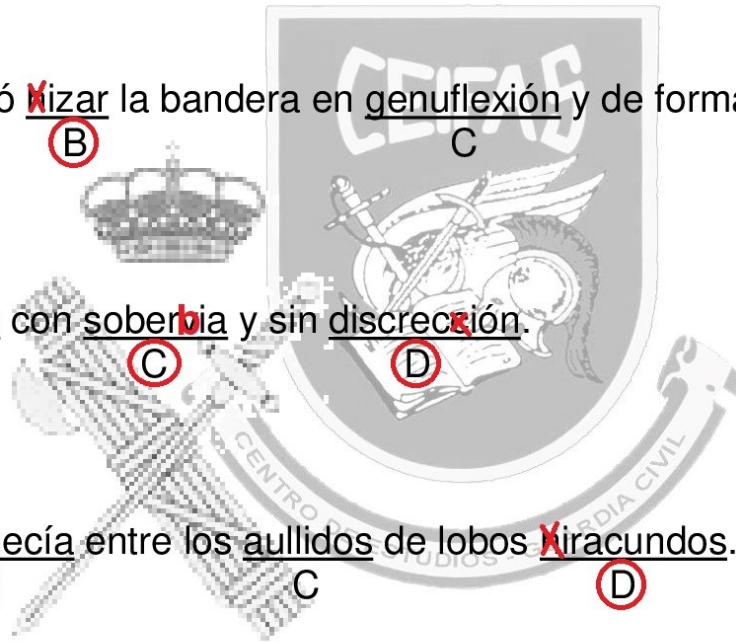 CEIFAS
ó hizar la bandera en genuflexión y de forma
B C
con soberbia y sin discrección.
C D
CENTRO DE ESTUDIOS - GUARDIA CIVIL
ecía entre los aullidos de lobos hiracundos.
C D